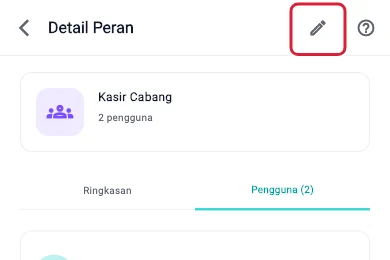 Detail Peran
Kasir Cabang
2 pengguna
Ringkasan
Pengguna (2)